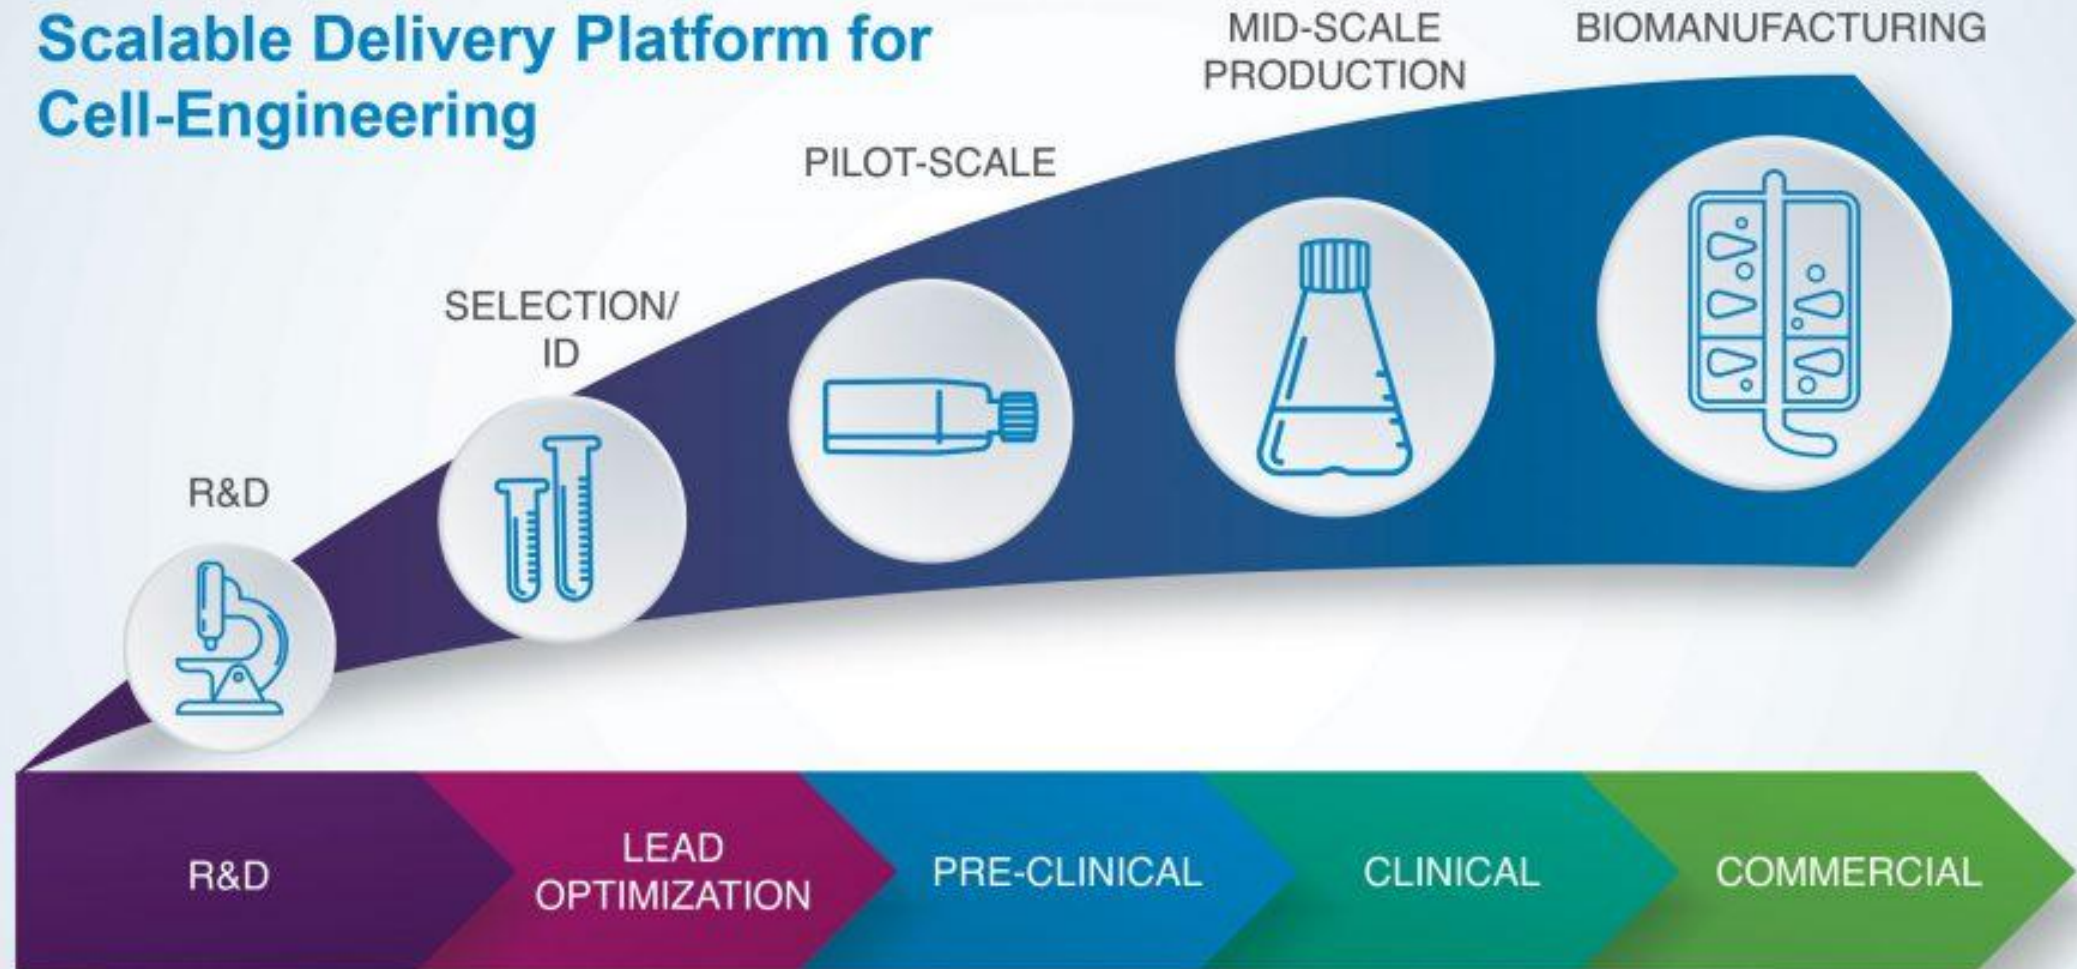 Scalable Delivery Platform for
Cell-Engineering
R&D
SELECTION/
ID
PILOT-SCALE
MID-SCALE
PRODUCTION
BIOMANUFACTURING
R&D
LEAD
OPTIMIZATION
PRE-CLINICAL
CLINICAL
COMMERCIAL